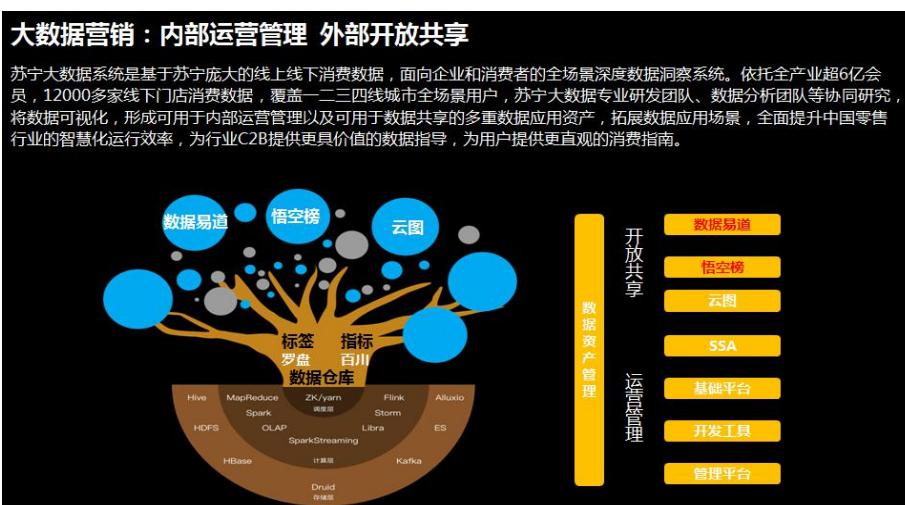 大数据营销：内部运营管理 外部开放共享
苏宁大数据系统是基于苏宁庞大的线上线下消费数据，面向企业和消费者的全场景深度数据洞察系统。依托全产业超6亿会
员，12000多家线下门店消费数据，覆盖一二三四线城市全场景用户，苏宁大数据专业研发团队、数据分析团队等协同研究，
将数据可视化，形成可用于内部运营管理以及可用于数据共享的多重数据应用资产，拓展数据应用场景，全面提升中国零售
行业的智慧化运行效率，为行业C2B提供更具价值的数据指导，为用户提供更直观的消费指南。
数据易道
悟空榜
云图
标签 指标
罗盘 百川
数据仓库
Hive MapReduce ZK/yarn Flink Alluxio
调度层
Spark Storm
HDFS OLAP Libra ES
SparkStreaming
HBase 计算层 Kafka
Druid
存储层
数据资产管理
开放共享
运营管理
数据易道
悟空榜
云图
SSA
基础平台
开发工具
管理平台